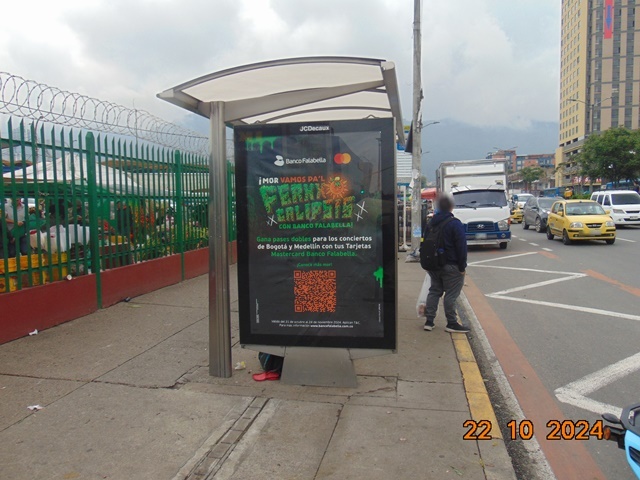 JCDecaux
Banco Falabella
¡MOR VAMOS PA'L
FERXXO
CALIPSIS
CON BANCO FALABELLA!
Gana pases dobles para los conciertos
de Bogotá y Medellín con tus Tarjetas
Mastercard Banco Falabella.
22 10 2024